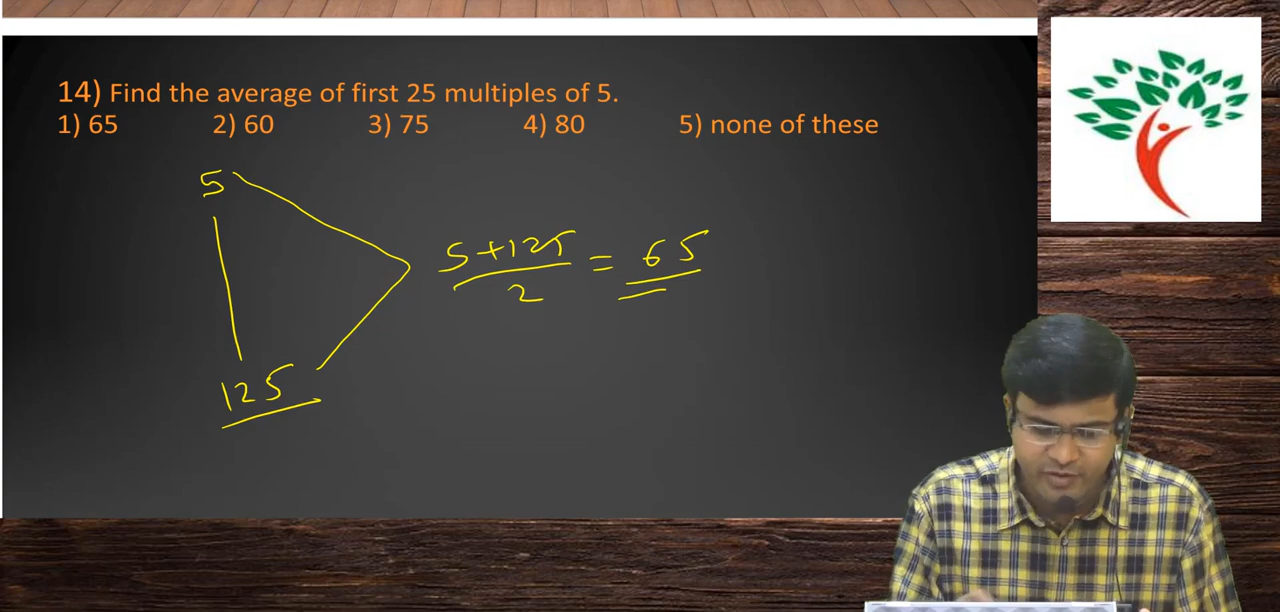 14) Find the average of first 25 multiples of 5.
1) 65 2) 60 3) 75 4) 80 5) none of these
5
5+125
2
= 65
125